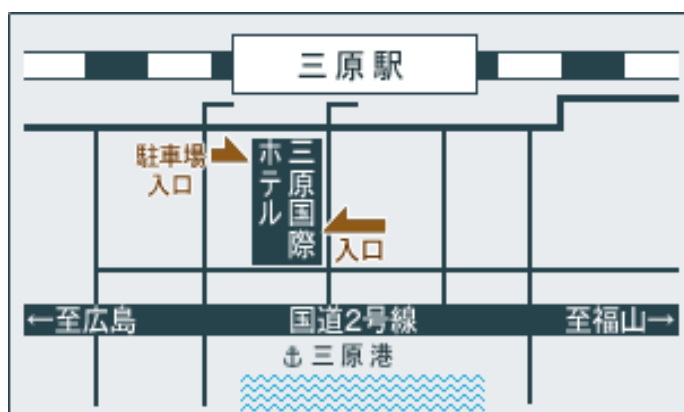 三原駅
駐車場
入口
三原国際
ホテル
入口
←至広島
国道2号線
至福山→
三原港